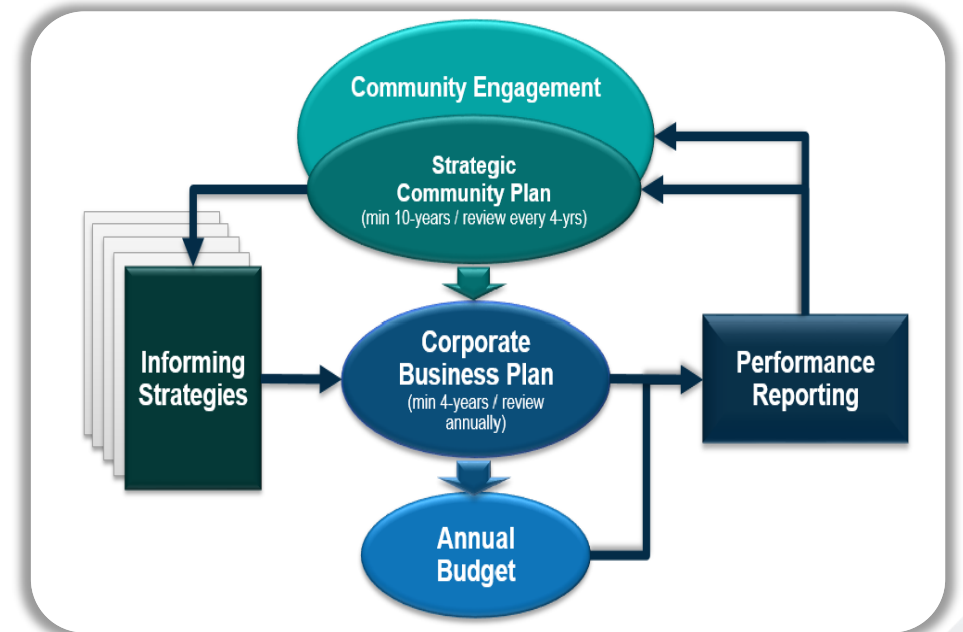 Community Engagement
Strategic
Community Plan
(min 10-years / review every 4-yrs)
Informing
Strategies
Corporate
Business Plan
(min 4-years / review
annually)
Performance
Reporting
Annual
Budget